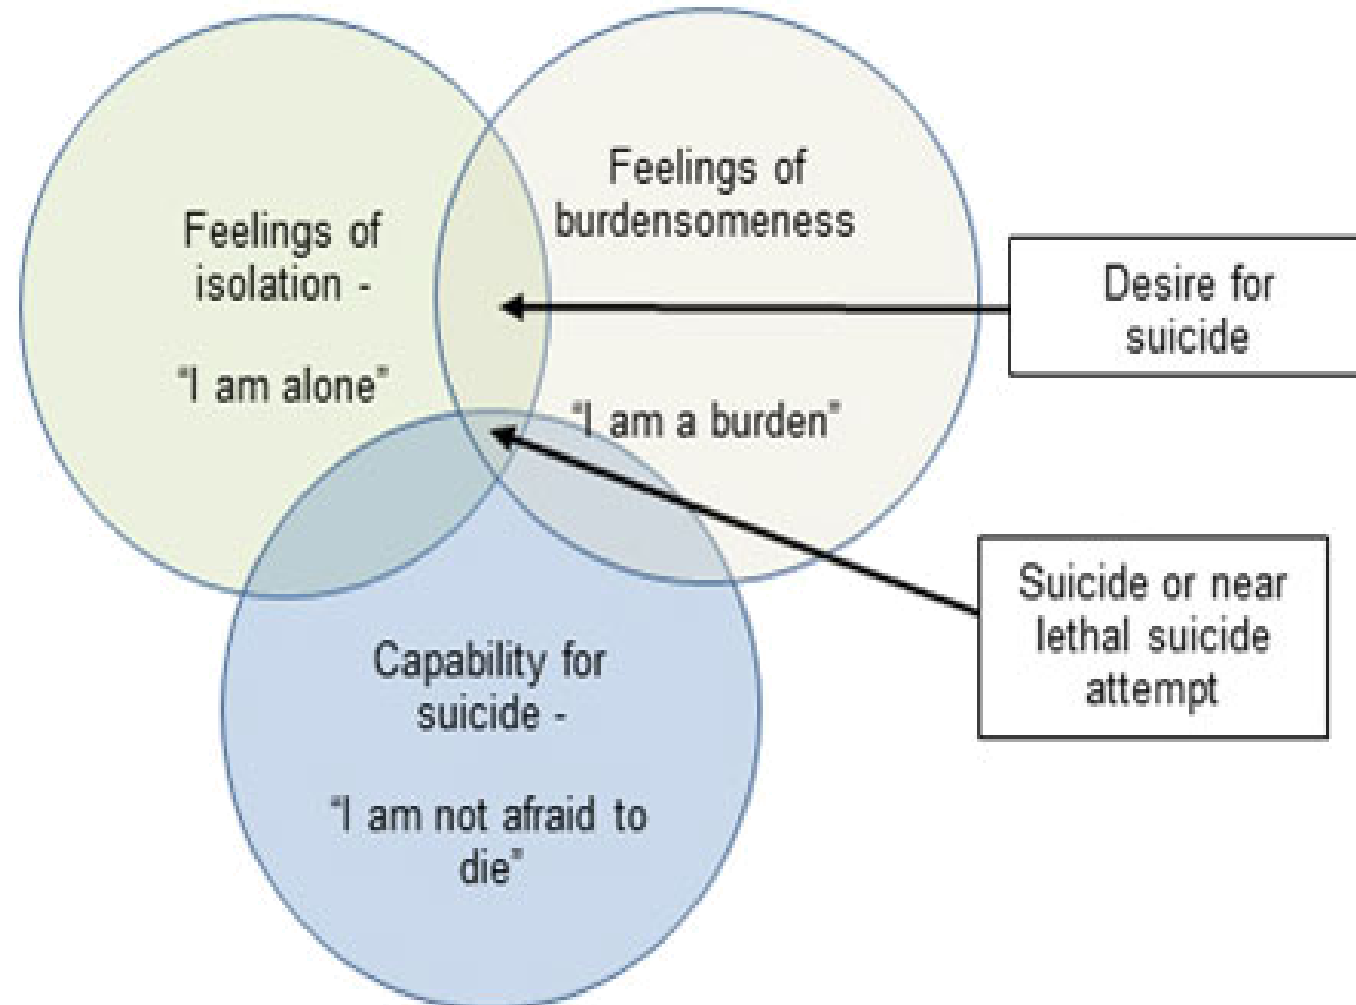 Feelings of
isolation -
"I am alone"
Feelings of
burdensomeness
"I am a burden"
Desire for
suicide
Suicide or near
lethal suicide
attempt
Capability for
suicide -
"I am not afraid to
die"